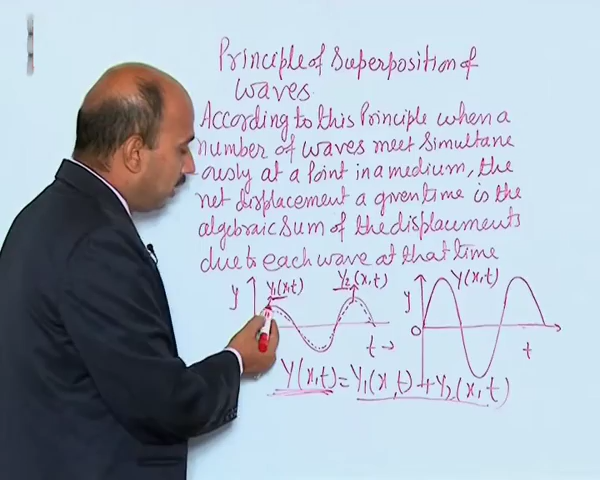 Principle of Superposition of
waves.
According to this Principle when a
number of waves meet Simultane
ously at a Point in a medium, the
net displacement a given time is the
algebraic Sum of the displacements
due to each wave at that time
y Y₁(x,t) Y₂(x,t) y Y(x,t)
t → 0 t
Y(x,t) = Y₁(x,t) + Y₂(x,t)